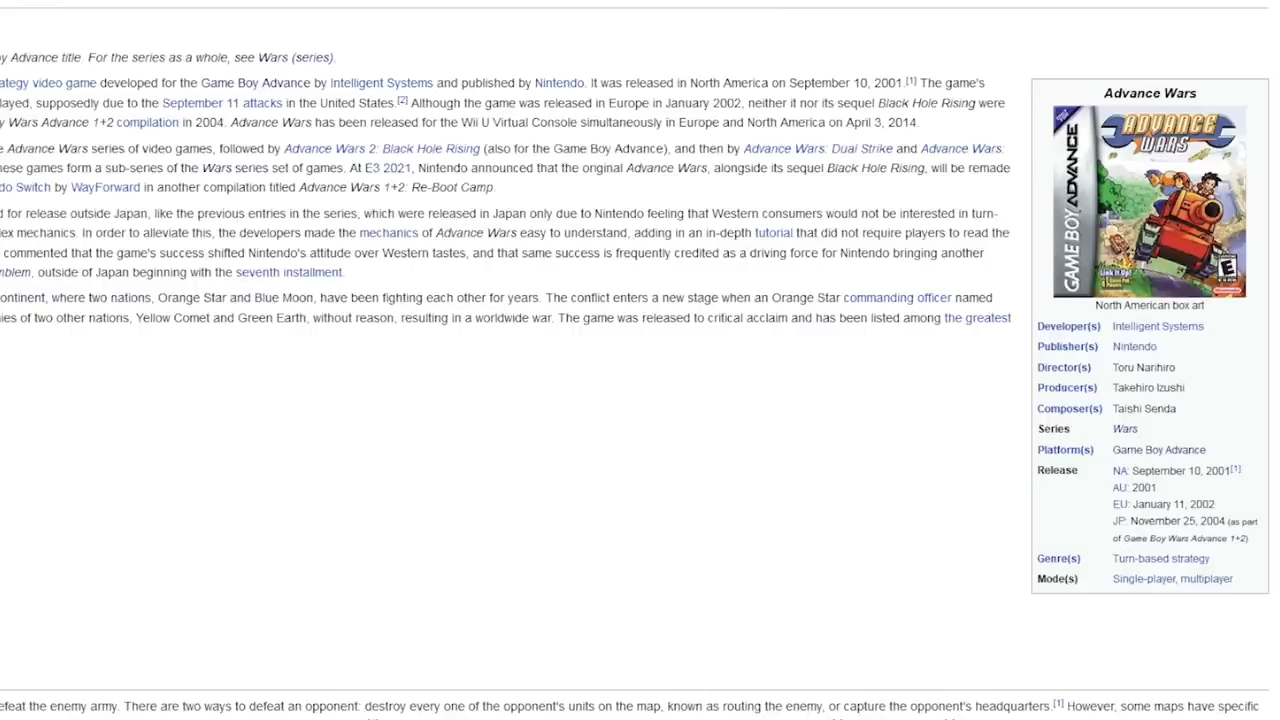 y Advance title For the series as a whole, see Wars (series).
ategy video game developed for the Game Boy Advance by Intelligent Systems and published by Nintendo. It was released in North America on September 10, 2001.[1] The game's
layed, supposedly due to the September 11 attacks in the United States.[2] Although the game was released in Europe in January 2002, neither it nor its sequel Black Hole Rising were
y Wars Advance 1+2 compilation in 2004. Advance Wars has been released for the Wii U Virtual Console simultaneously in Europe and North America on April 3, 2014.
e Advance Wars series of video games, followed by Advance Wars 2: Black Hole Rising (also for the Game Boy Advance), and then by Advance Wars: Dual Strike and Advance Wars:
hese games form a sub-series of the Wars series set of games. At E3 2021, Nintendo announced that the original Advance Wars, alongside its sequel Black Hole Rising, will be remade
do Switch by WayForward in another compilation titled Advance Wars 1+2: Re-Boot Camp.
d for release outside Japan, like the previous entries in the series, which were released in Japan only due to Nintendo feeling that Western consumers would not be interested in turn-
lex mechanics. In order to alleviate this, the developers made the mechanics of Advance Wars easy to understand, adding in an in-depth tutorial that did not require players to read the
commented that the game's success shifted Nintendo's attitude over Western tastes, and that same success is frequently credited as a driving force for Nintendo bringing another
mblem, outside of Japan beginning with the seventh installment.
ontinent, where two nations, Orange Star and Blue Moon, have been fighting each other for years. The conflict enters a new stage when an Orange Star commanding officer named
nies of two other nations, Yellow Comet and Green Earth, without reason, resulting in a worldwide war. The game was released to critical acclaim and has been listed among the greatest
Advance Wars
GAME BOY ADVANCE
ADVANCE
WARS
Link It Up!
E
Nintendo
North American box art
Developer(s) Intelligent Systems
Publisher(s) Nintendo
Director(s) Toru Narihiro
Producer(s) Takehiro Izushi
Composer(s) Taishi Senda
Series Wars
Platform(s) Game Boy Advance
Release NA: September 10, 2001[1]
AU: 2001
EU: January 11, 2002
JP: November 25, 2004 (as part
of Game Boy Wars Advance 1+2)
Genre(s) Turn-based strategy
Mode(s) Single-player, multiplayer
efeat the enemy army. There are two ways to defeat an opponent: destroy every one of the opponent's units on the map, known as routing the enemy, or capture the opponent's headquarters.[1] However, some maps have specific